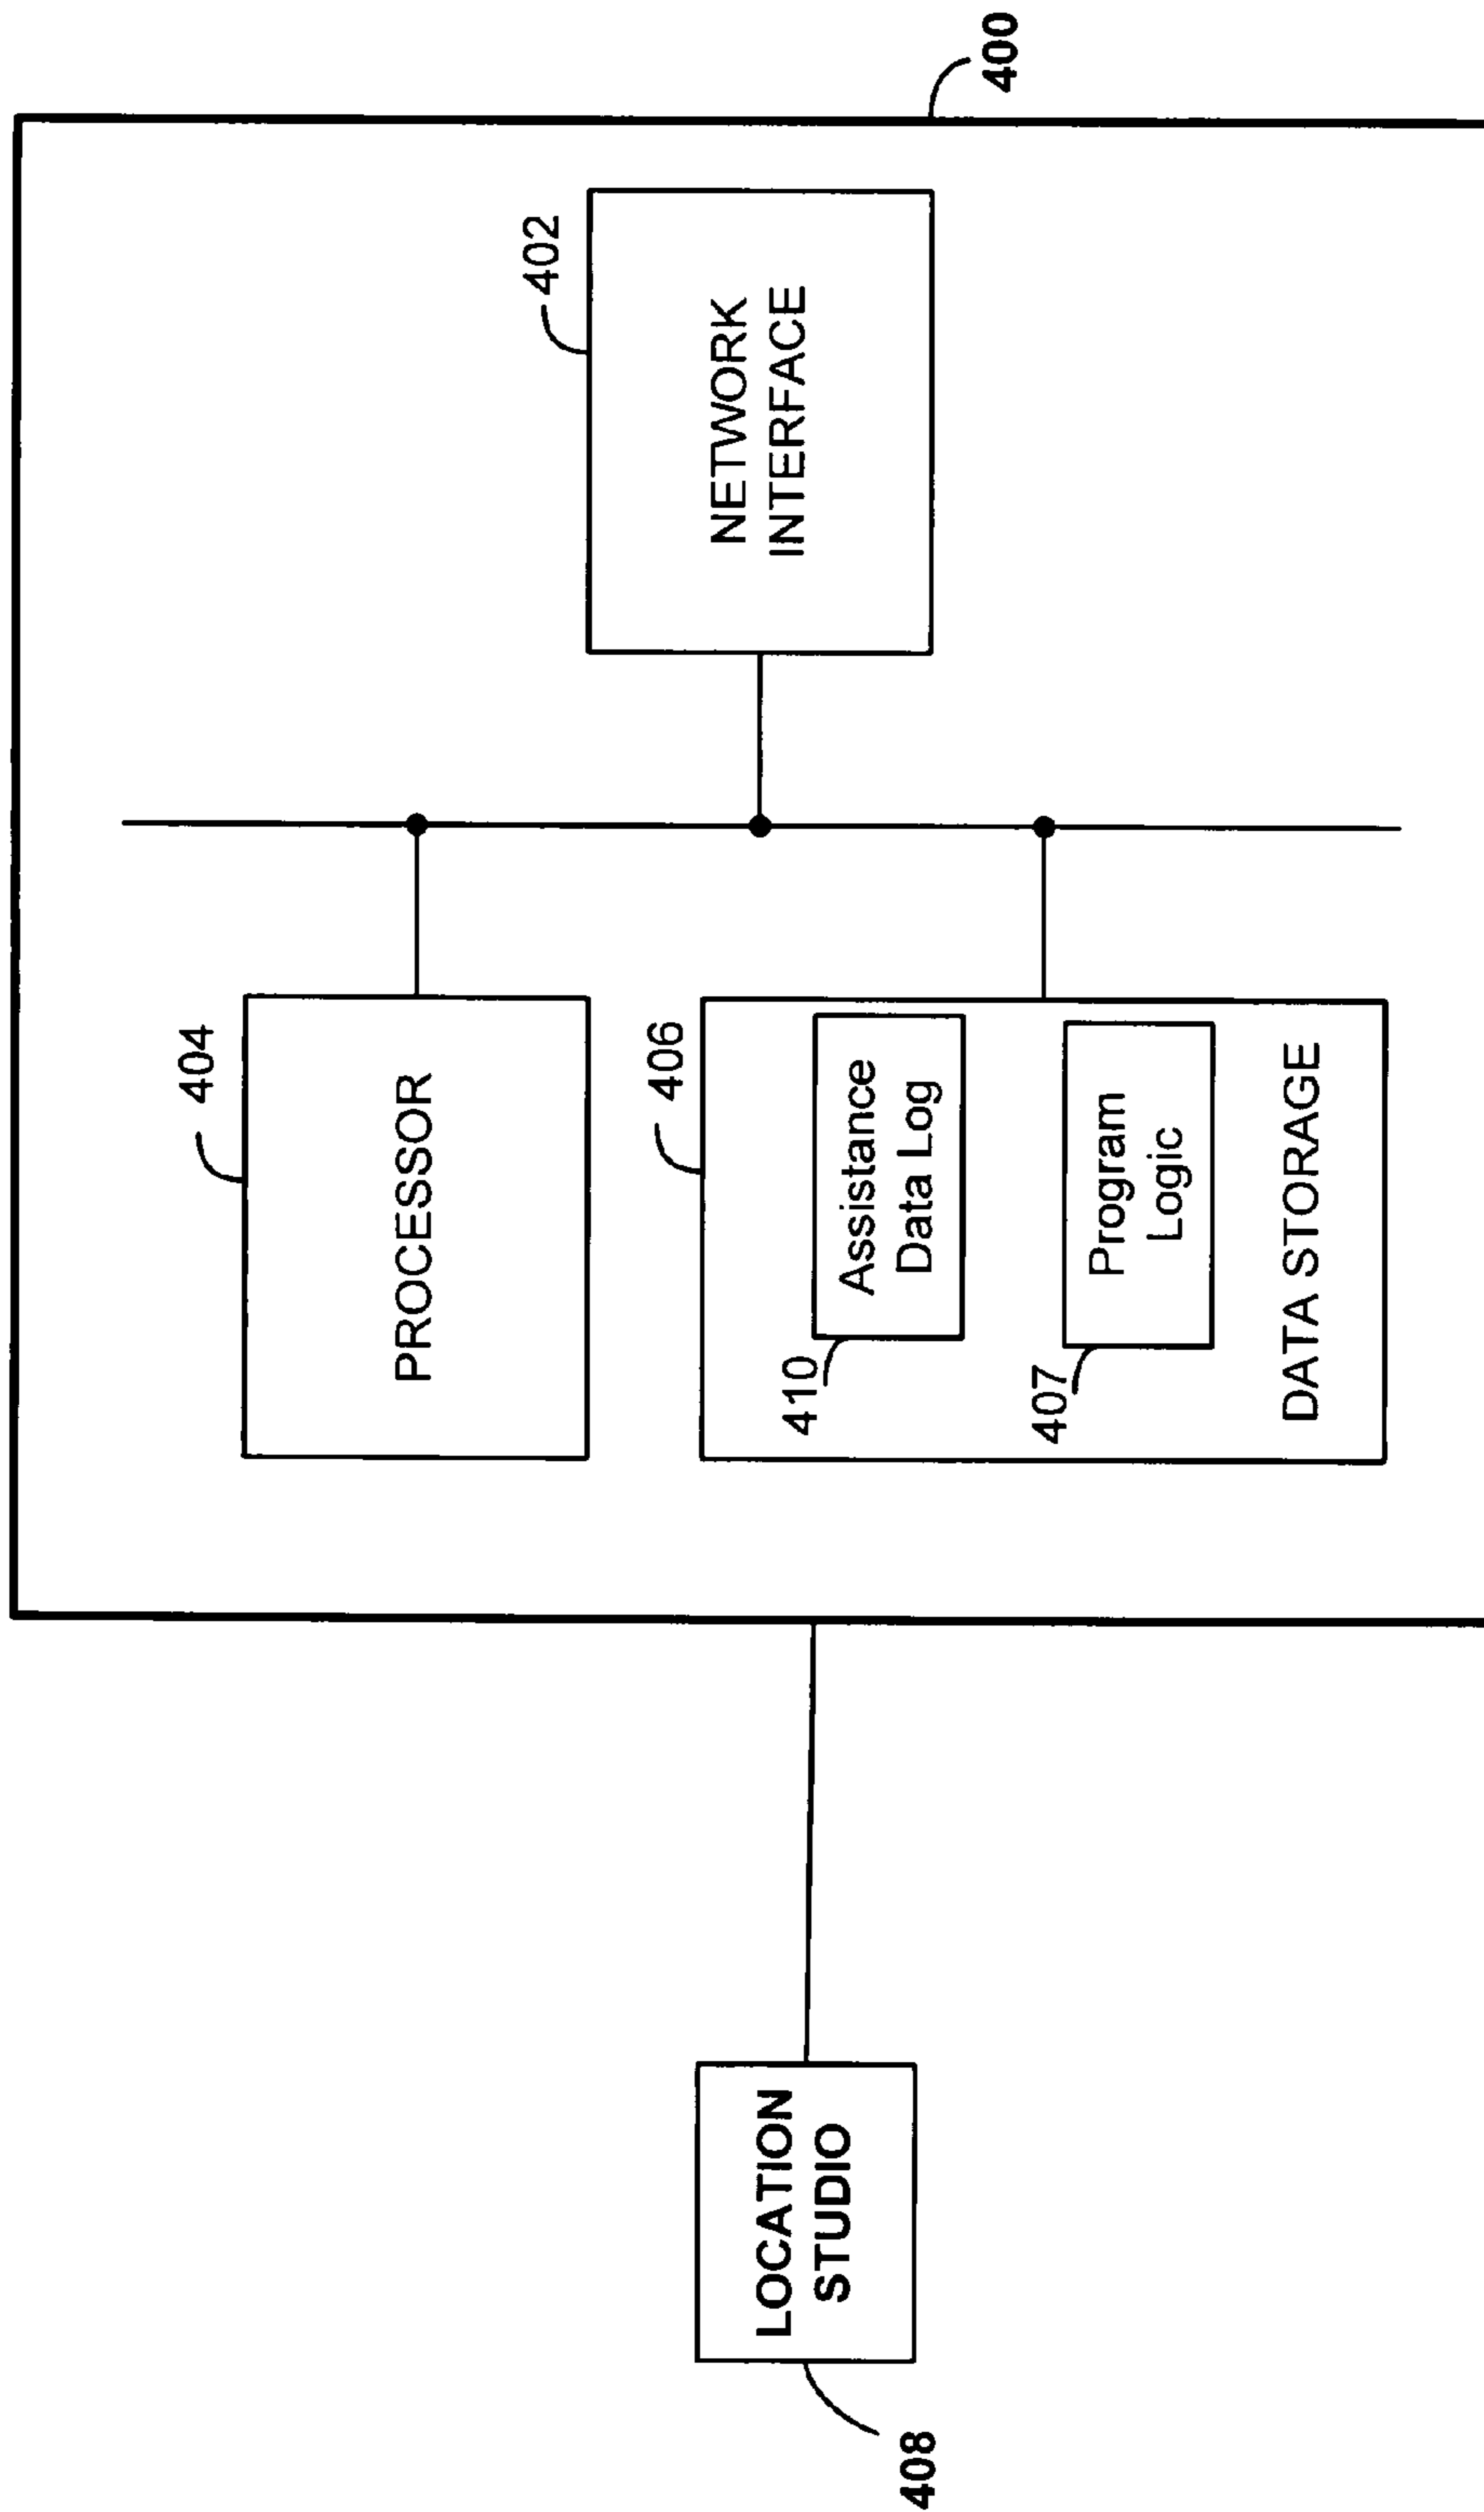 404
PROCESSOR
402
NETWORK
INTERFACE
406
410
Assistance
Data Log
407
Program
Logic
DATA STORAGE
400
LOCATION
STUDIO
408